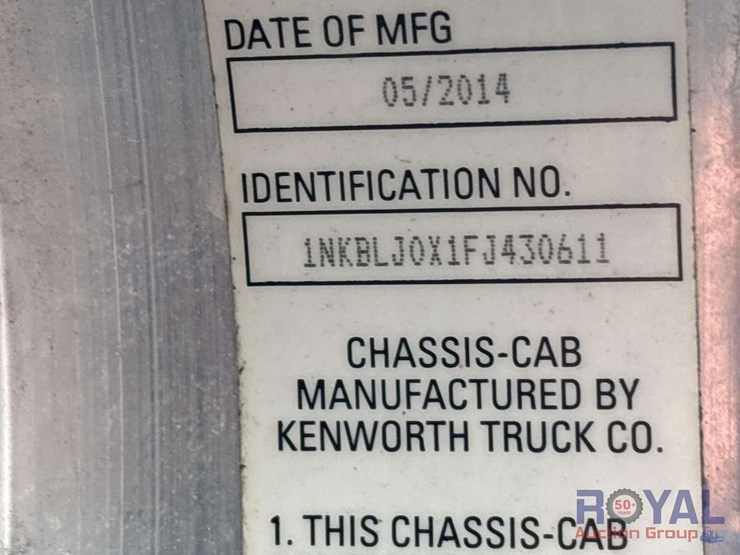 DATE OF MFG
05/2014
IDENTIFICATION NO.
1NKBLJ0X1FJ430611
CHASSIS-CAB
MANUFACTURED BY
KENWORTH TRUCK CO.
1. THIS CHASSIS-CAB
ROYAL
50+
YEARS
Auction Group